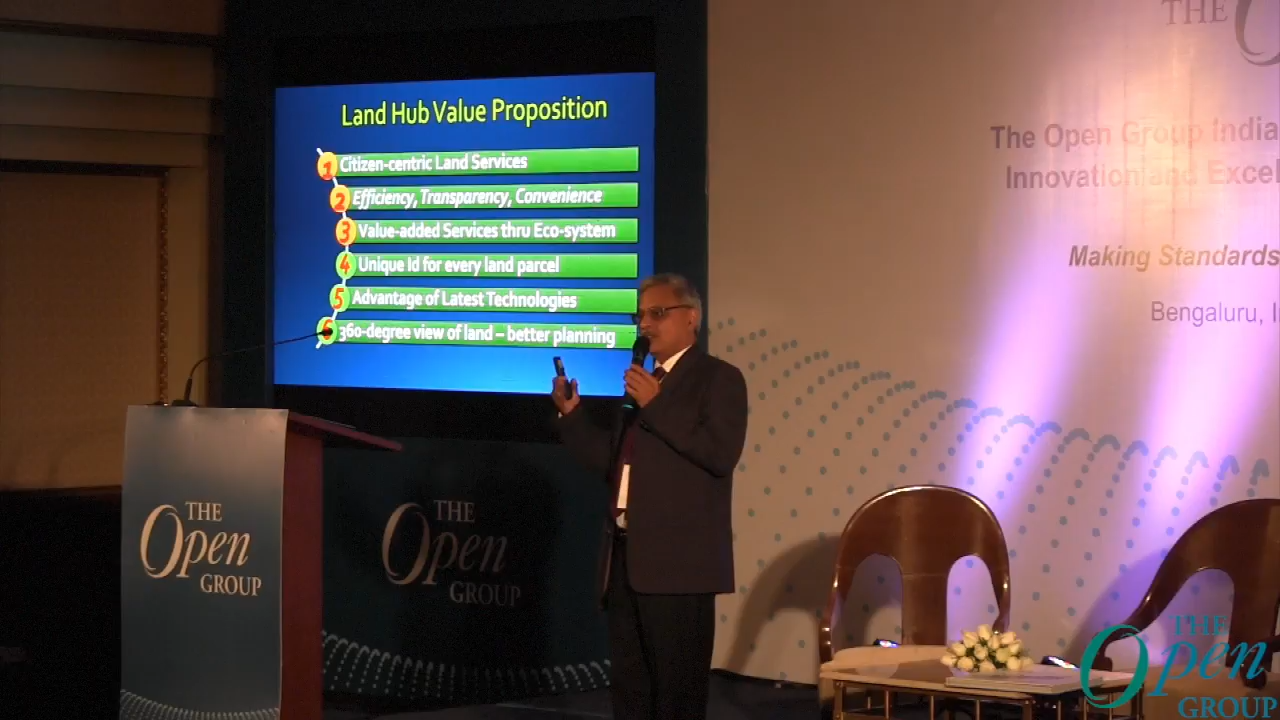 Land Hub Value Proposition
1 Citizen-centric Land Services
2 Efficiency, Transparency, Convenience
3 Value-added Services thru Eco-system
4 Unique Id for every land parcel
5 Advantage of Latest Technologies
6 360-degree view of land – better planning
THE
The Open Group India
Innovation and Excel
Making Standards
Bengaluru, I
THE
Open
GROUP
THE
Open
GROUP
THE
Open
GROUP